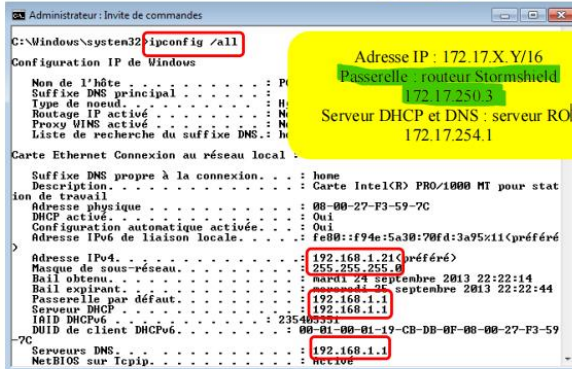 Administrateur : Invite de commandes
C:\Windows\system32>ipconfig /all
Configuration IP de Windows
Nom de l'hôte . . . . . . . . . . :
Suffixe DNS principal . . . . . . :
Type de noeud. . . . . . . . . . :
Routage IP activé . . . . . . . . :
Proxy WINS activé . . . . . . . . :
Liste de recherche du suffixe DNS.:
Adresse IP : 172.17.X.Y/16
Passerelle : routeur Stormshield
172.17.250.3
Serveur DHCP et DNS : serveur RO
172.17.254.1
Carte Ethernet Connexion au réseau local :
Suffixe DNS propre à la connexion. . . : home
Description. . . . . . . . . . . . . . : Carte Intel(R) PRO/1000 MT pour stat
ion de travail
Adresse physique . . . . . . . . . . . : 08-00-27-F3-59-7C
DHCP activé. . . . . . . . . . . . . . : Oui
Configuration automatique activée. . . : Oui
Adresse IPv6 de liaison locale. . . . .: fe80::f94e:5a30:70fd:3a95%11(préféré
)
Adresse IPv4. . . . . . . . . . . . . .: 192.168.1.21(préféré)
Masque de sous-réseau. . . . . . . . . : 255.255.255.0
Bail obtenu. . . . . . . . . . . . . . : mardi 24 septembre 2013 22:22:14
Bail expirant. . . . . . . . . . . . . : mercredi 25 septembre 2013 22:22:44
Passerelle par défaut. . . . . . . . . : 192.168.1.1
Serveur DHCP . . . . . . . . . . . . . : 192.168.1.1
IAID DHCPv6 . . . . . . . . . . . : 235405351
DUID de client DHCPv6. . . . . . . . : 00-01-00-01-19-CB-DB-0F-08-00-27-F3-59
-7C
Serveurs DNS. . . . . . . . . . . . . : 192.168.1.1
NetBIOS sur Tcpip. . . . . . . . . . . : Activé